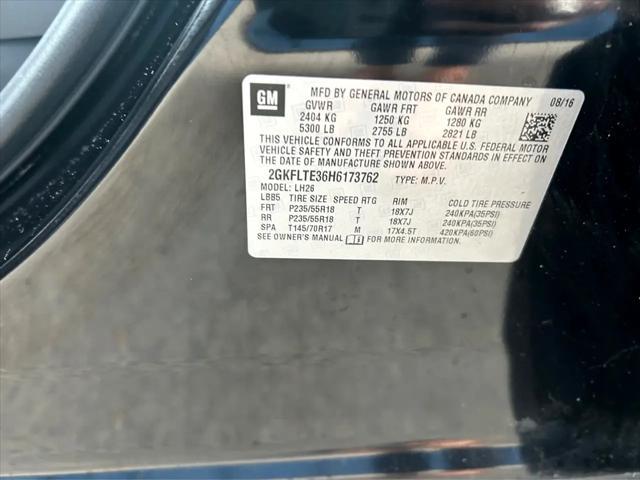 GM
MFD BY GENERAL MOTORS OF CANADA COMPANY 08/16
GVWR GAWR FRT GAWR RR
2404 KG 1250 KG 1280 KG
5300 LB 2755 LB 2821 LB
THIS VEHICLE CONFORMS TO ALL APPLICABLE U.S. FEDERAL MOTOR
VEHICLE SAFETY AND THEFT PREVENTION STANDARDS IN EFFECT ON
THE DATE OF MANUFACTURE SHOWN ABOVE.
2GKFLTE36H6173762 TYPE: M.P.V.
MODEL: LH26
LBB5 TIRE SIZE SPEED RTG RIM COLD TIRE PRESSURE
FRT P235/55R18 T 18X7J 240KPA(35PSI)
RR P235/55R18 T 18X7J 240KPA(35PSI)
SPA T145/70R17 M 17X4.5T 420KPA(60PSI)
SEE OWNER'S MANUAL FOR MORE INFORMATION.